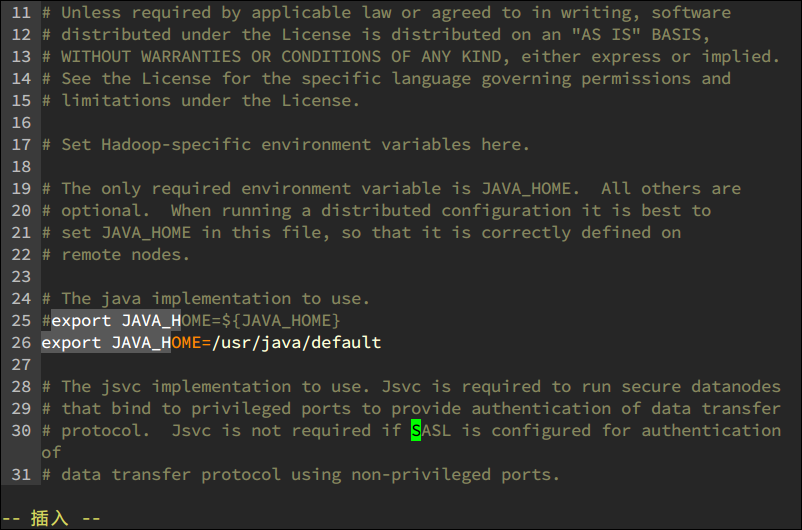 11 # Unless required by applicable law or agreed to in writing, software
12 # distributed under the License is distributed on an "AS IS" BASIS,
13 # WITHOUT WARRANTIES OR CONDITIONS OF ANY KIND, either express or implied.
14 # See the License for the specific language governing permissions and
15 # limitations under the License.
16
17 # Set Hadoop-specific environment variables here.
18
19 # The only required environment variable is JAVA_HOME.  All others are
20 # optional.  When running a distributed configuration it is best to
21 # set JAVA_HOME in this file, so that it is correctly defined on
22 # remote nodes.
23
24 # The java implementation to use.
25 #export JAVA_HOME=${JAVA_HOME}
26 export JAVA_HOME=/usr/java/default
27
28 # The jsvc implementation to use. Jsvc is required to run secure datanodes
29 # that bind to privileged ports to provide authentication of data transfer
30 # protocol.  Jsvc is not required if SASL is configured for authentication
of
31 # data transfer protocol using non-privileged ports.
-- 插入 --